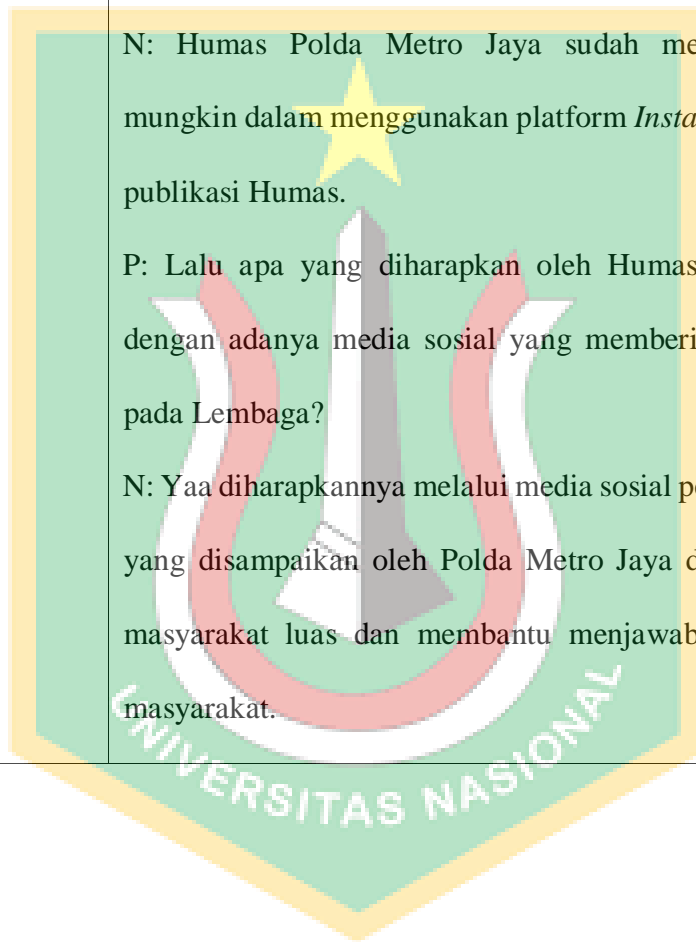 N: Humas Polda Metro Jaya sudah me
mungkin dalam menggunakan platform Insta
publikasi Humas.
P: Lalu apa yang diharapkan oleh Humas
dengan adanya media sosial yang memberi
pada Lembaga?
N: Yaa diharapkannya melalui media sosial p
yang disampaikan oleh Polda Metro Jaya d
masyarakat luas dan membantu menjawab
masyarakat.
UNIVERSITAS NASIONAL